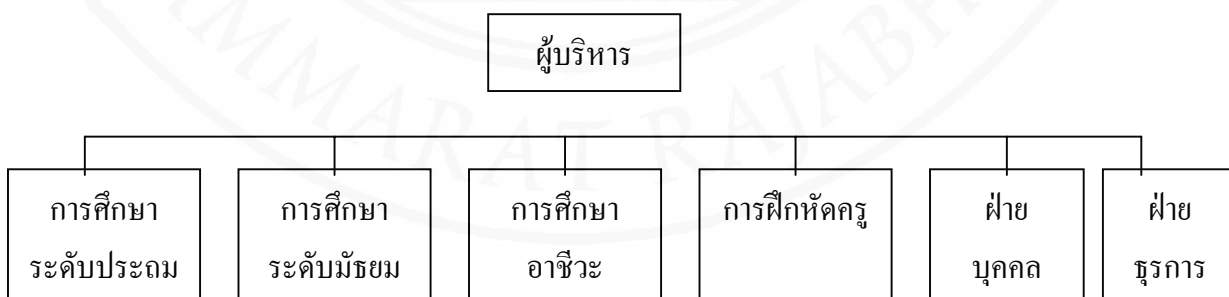 ผู้บริหาร
การศึกษา
ระดับประถม
การศึกษา
ระดับมัธยม
การศึกษา
อาชีวะ
การฝึกหัดครู
ฝ่าย
บุคคล
ฝ่าย
ธุรการ
MMARAT RAJABH